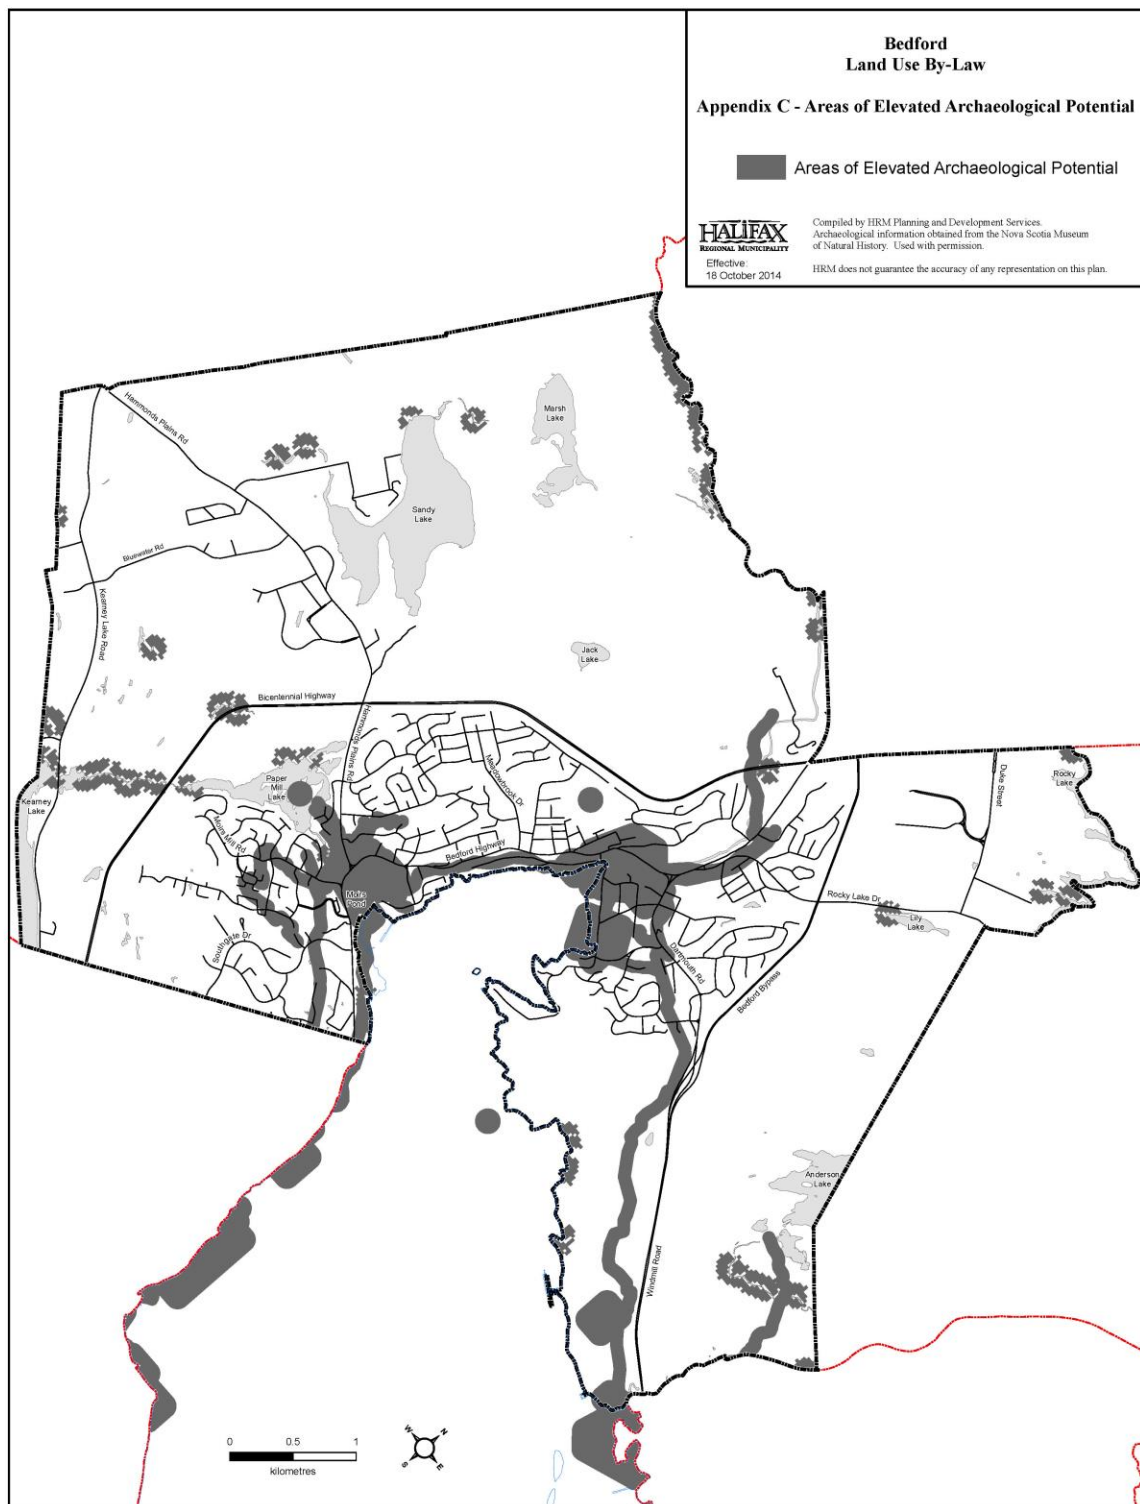 Bedford
Land Use By-Law
Appendix C - Areas of Elevated Archaeological Potential
Areas of Elevated Archaeological Potential
HALIFAX
REGIONAL MUNICIPALITY
Effective:
18 October 2014
Compiled by HRM Planning and Development Services.
Archaeological information obtained from the Nova Scotia Museum
of Natural History. Used with permission.
HRM does not guarantee the accuracy of any representation on this plan.
Hammonds Plains Rd
Marsh
Lake
Sandy
Lake
Bluewater Rd
Kearney Lake Road
Jack
Lake
Bicentennial Highway
Hammonds Plains Rd
Meadowbrook Dr
Duke Street
Rocky
Lake
Paper
Mill
Lake
Kearney
Lake
Moirs Mill Rd
Bedford Highway
Moirs
Pond
Rocky Lake Dr
Lily
Lake
Southgate Dr
Dartmouth Rd
Bedford Bypass
Anderson
Lake
Windmill Road
0 0.5 1
kilometres
W N
S E